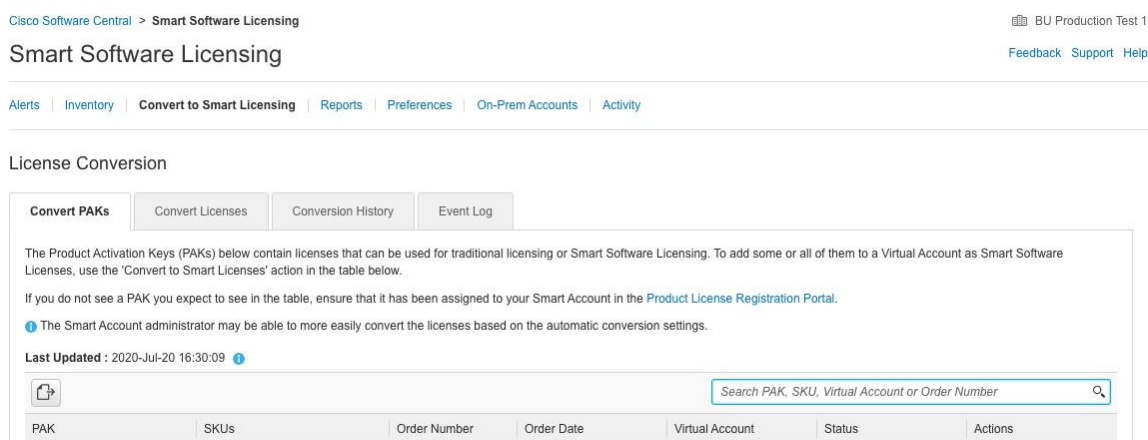 Cisco Software Central > Smart Software Licensing
BU Production Test 1
Smart Software Licensing
Feedback Support Help
Alerts Inventory Convert to Smart Licensing Reports Preferences On-Prem Accounts Activity
License Conversion
Convert PAKs Convert Licenses Conversion History Event Log
The Product Activation Keys (PAKs) below contain licenses that can be used for traditional licensing or Smart Software Licensing. To add some or all of them to a Virtual Account as Smart Software
Licenses, use the 'Convert to Smart Licenses' action in the table below.
If you do not see a PAK you expect to see in the table, ensure that it has been assigned to your Smart Account in the Product License Registration Portal.
The Smart Account administrator may be able to more easily convert the licenses based on the automatic conversion settings.
Last Updated : 2020-Jul-20 16:30:09
Search PAK, SKU, Virtual Account or Order Number
PAK SKUs Order Number Order Date Virtual Account Status Actions